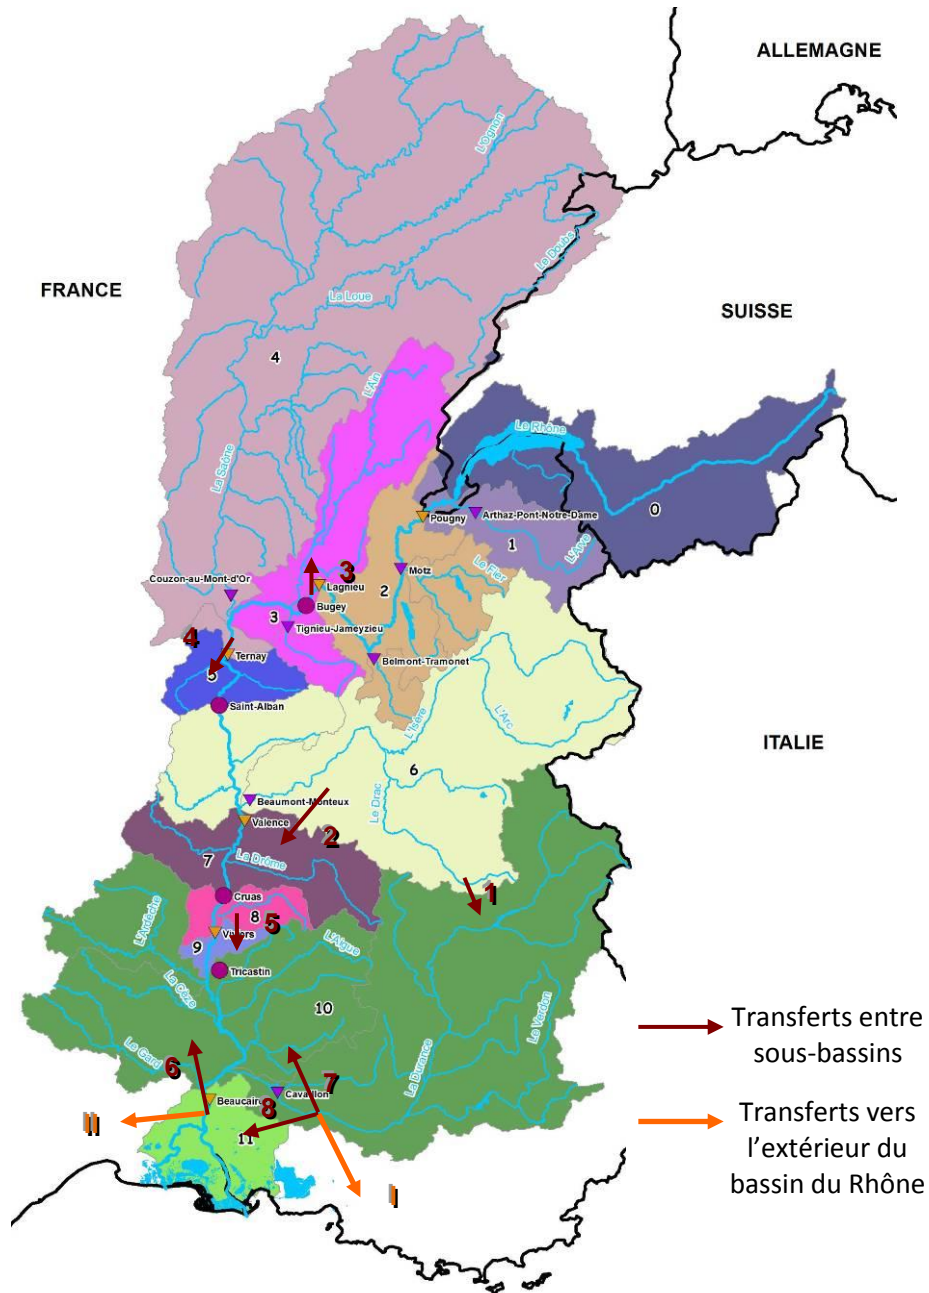 ALLEMAGNE
L'Ognon
Le Doubs
FRANCE
La Loue
SUISSE
4
L'Ain
La Saône
Le Rhône
0
Pougny
Arthaz-Pont-Notre-Dame
1
L'Arve
Couzon-au-Mont-d'Or
3
Lagnieu
2
Motz
Le Fier
Bugey
3
Tignieu-Jameyzieu
4
Ternay
Belmont-Tramonet
5
Saint-Alban
L'Isère
L'Arc
ITALIE
6
Le Drac
Beaumont-Monteux
Valence
2
7
La Drôme
1
Cruas
8
5
9
Viviers
L'Ardèche
L'Aigue
Tricastin
La Cèze
10
Le Verdon
Transferts entre
sous-bassins
Le Gard
La Durance
6
7
Cavaillon
Beaucaire
8
II
11
Transferts vers
l'extérieur du
bassin du Rhône
I